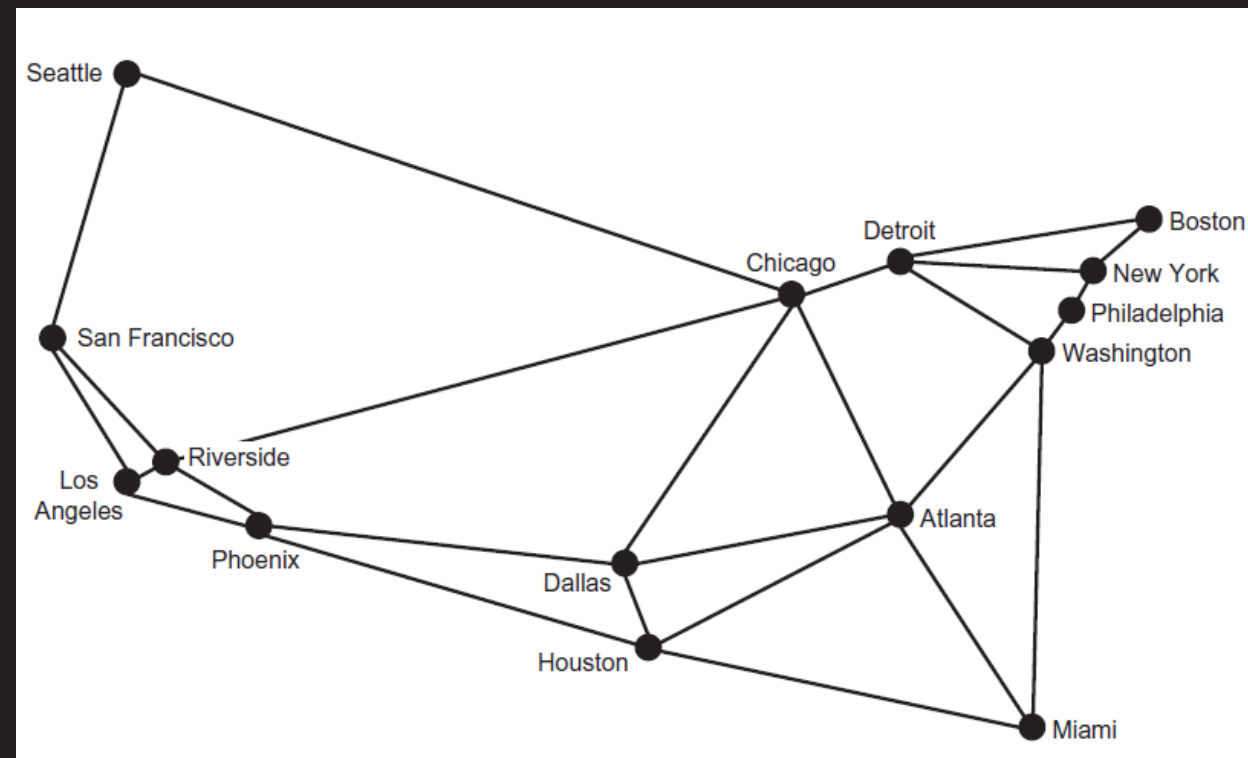 Seattle
Boston
Detroit
Chicago
New York
Philadelphia
San Francisco
Washington
Riverside
Los
Angeles
Atlanta
Phoenix
Dallas
Houston
Miami